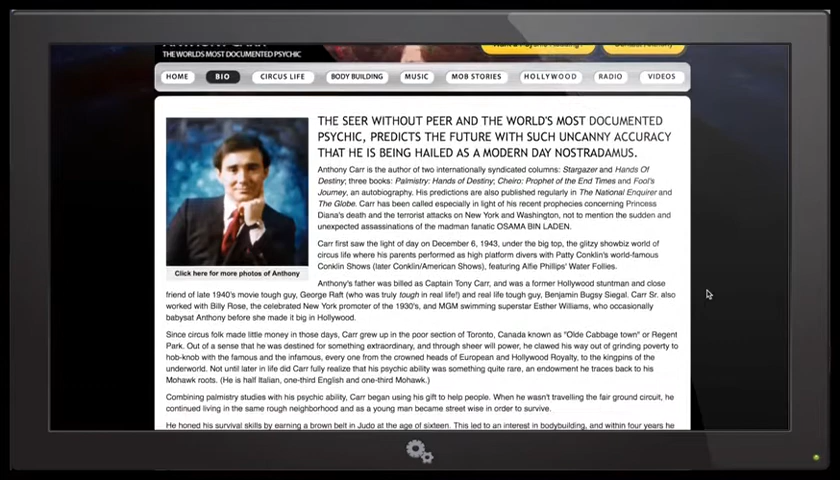 THE WORLDS MOST DOCUMENTED PSYCHIC
HOME BIO CIRCUS LIFE BODY BUILDING MUSIC MOB STORIES HOLLYWOOD RADIO VIDEOS
THE SEER WITHOUT PEER AND THE WORLD'S MOST DOCUMENTED
PSYCHIC, PREDICTS THE FUTURE WITH SUCH UNCANNY ACCURACY
THAT HE IS BEING HAILED AS A MODERN DAY NOSTRADAMUS.
Anthony Carr is the author of two internationally syndicated columns: Stargazer and Hands Of
Destiny; three books: Palmistry: Hands of Destiny; Cheiro: Prophet of the End Times and Fool's
Journey, an autobiography. His predictions are also published regularly in The National Enquirer and
The Globe. Carr has been called especially in light of his recent prophecies concerning Princess
Diana's death and the terrorist attacks on New York and Washington, not to mention the sudden and
unexpected assassinations of the madman fanatic OSAMA BIN LADEN.
Carr first saw the light of day on December 6, 1943, under the big top, the glitzy showbiz world of
circus life where his parents performed as high platform divers with Patty Conklin's world-famous
Conklin Shows (later Conklin/American Shows), featuring Alfie Phillips' Water Follies.
Click here for more photos of Anthony
Anthony's father was billed as Captain Tony Carr, and was a former Hollywood stuntman and close
friend of late 1940's movie tough guy, George Raft (who was truly tough in real life!) and real life tough guy, Benjamin Bugsy Siegal. Carr Sr. also
worked with Billy Rose, the celebrated New York promoter of the 1930's, and MGM swimming superstar Esther Williams, who occasionally
babysat Anthony before she made it big in Hollywood.
Since circus folk made little money in those days, Carr grew up in the poor section of Toronto, Canada known as "Olde Cabbage town" or Regent
Park. Out of a sense that he was destined for something extraordinary, and through sheer will power, he clawed his way out of grinding poverty to
hob-knob with the famous and the infamous, every one from the crowned heads of European and Hollywood Royalty, to the kingpins of the
underworld. Not until later in life did Carr fully realize that his psychic ability was something quite rare, an endowment he traces back to his
Mohawk roots. (He is half Italian, one-third English and one-third Mohawk.)
Combining palmistry studies with his psychic ability, Carr began using his gift to help people. When he wasn't travelling the fair ground circuit, he
continued living in the same rough neighborhood and as a young man became street wise in order to survive.
He honed his survival skills by earning a brown belt in Judo at the age of sixteen. This led to an interest in bodybuilding, and within four years he